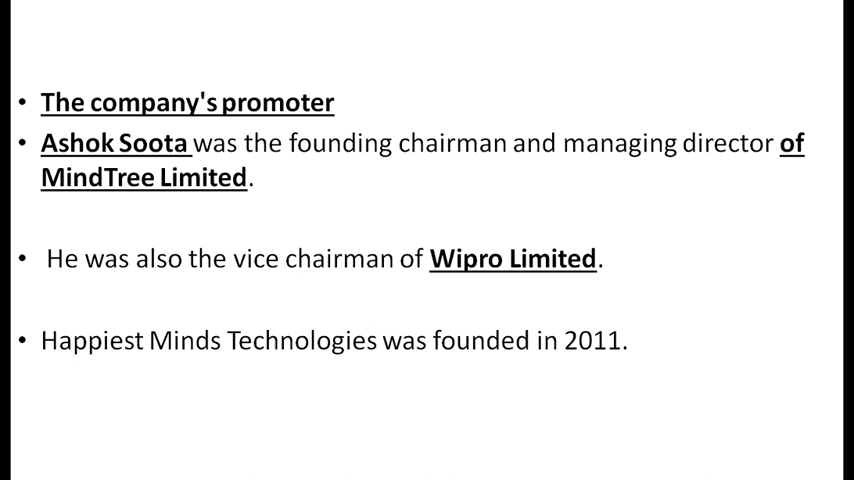 • The company's promoter
• Ashok Soota was the founding chairman and managing director of
MindTree Limited.
• He was also the vice chairman of Wipro Limited.
• Happiest Minds Technologies was founded in 2011.